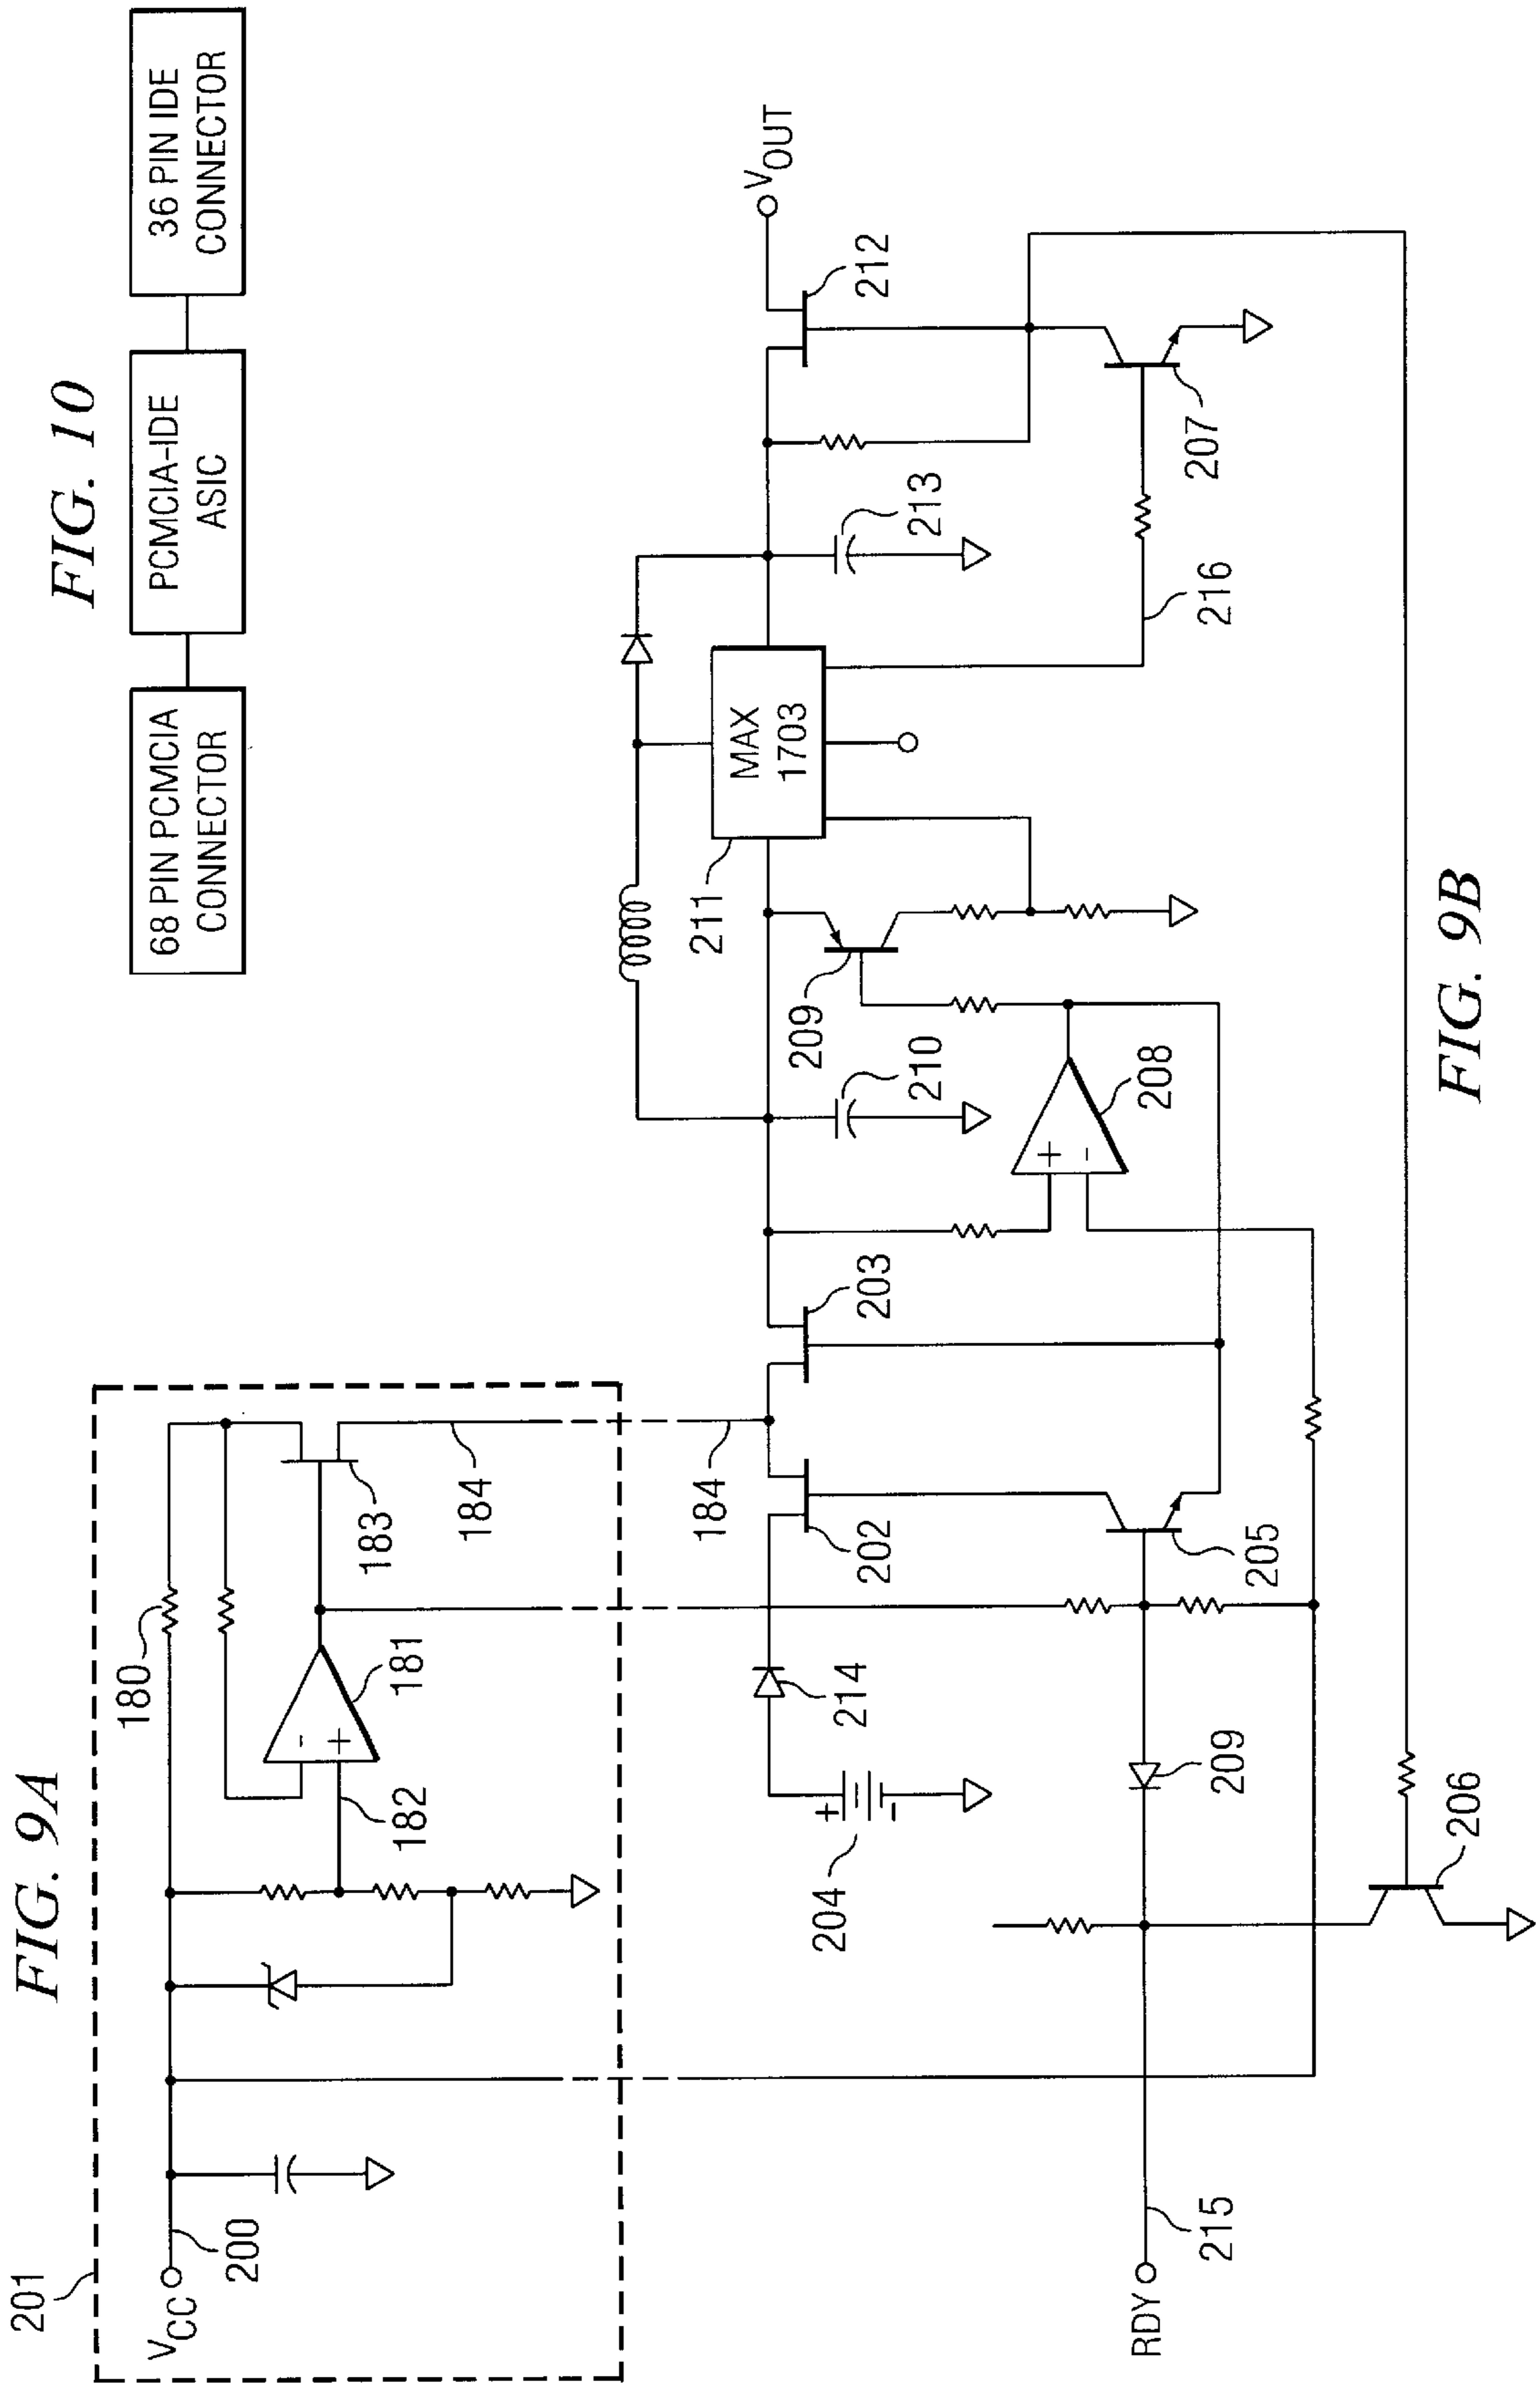 FIG. 10
68 PIN PCMCIA
CONNECTOR
PCMCIA-IDE
ASIC
36 PIN IDE
CONNECTOR
FIG. 9A
201
VCC
200
180
181
182
183
184
184
FIG. 9B
VOUT
212
213
MAX
1703
211
216
207
209
210
208
203
202
205
214
204
209
206
RDY
215
+
-
+
-
-
+